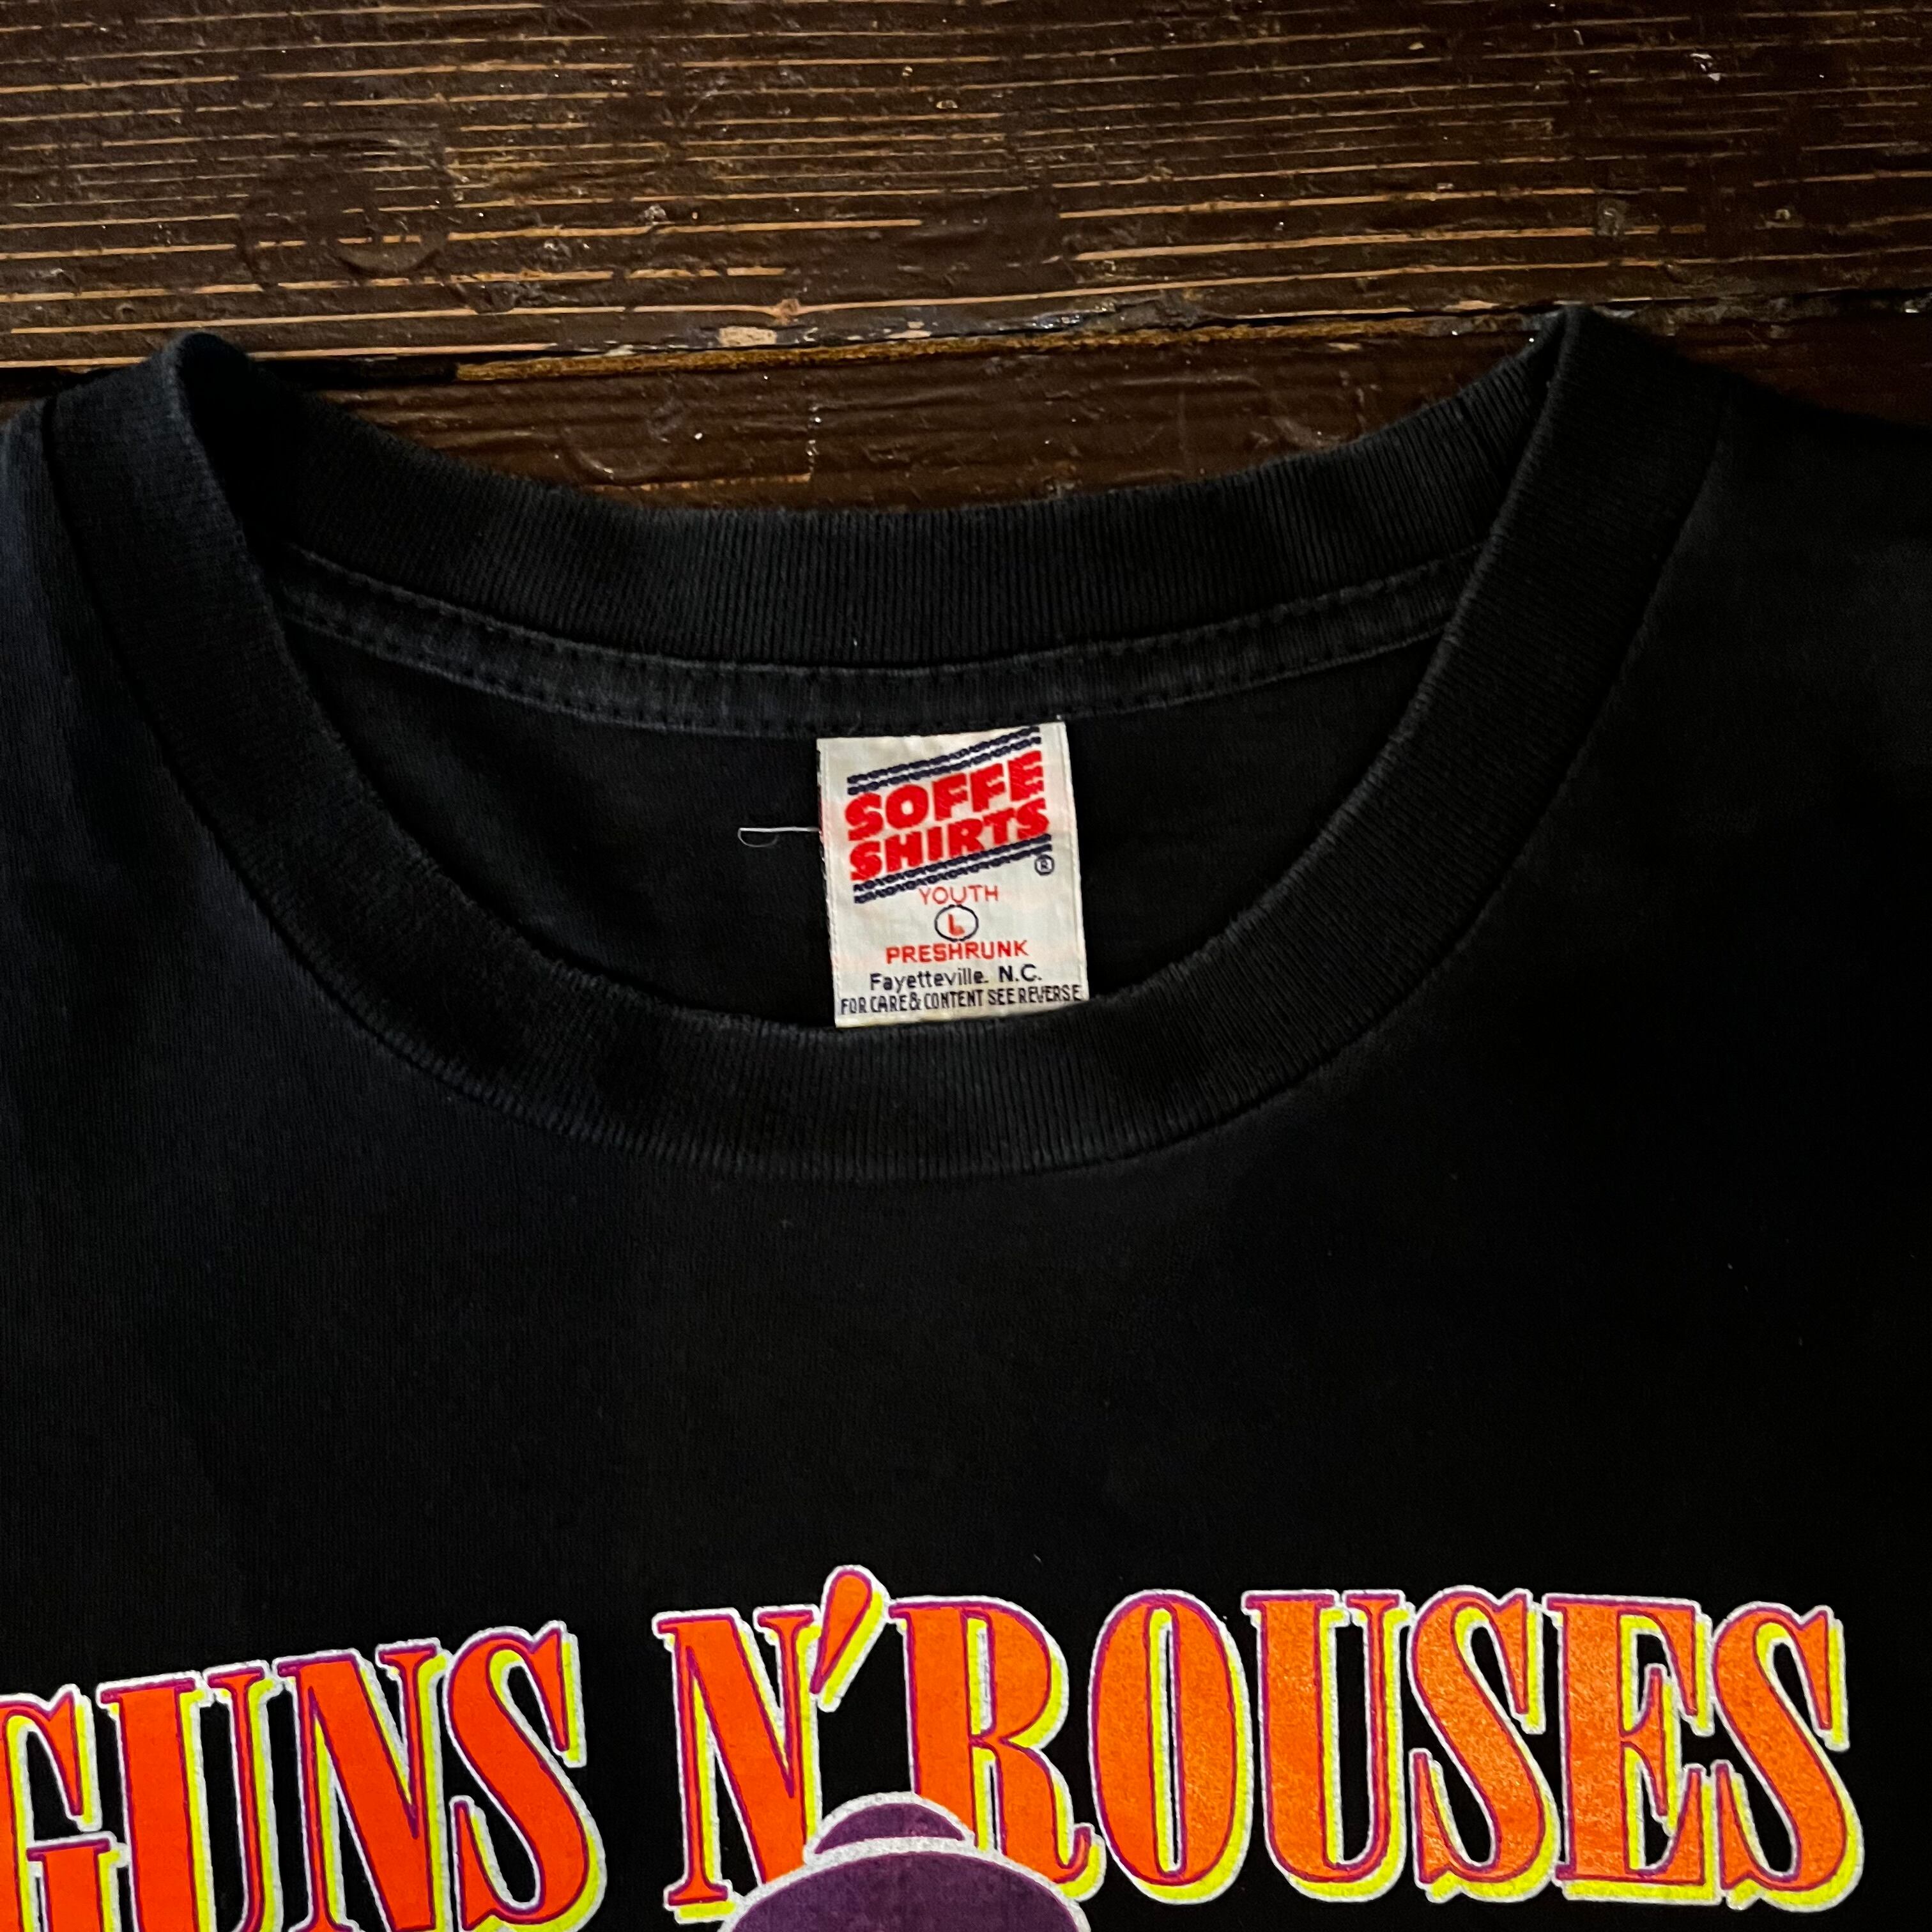 SOFFE
SHIRTS
®
YOUTH
L
PRESHRUNK
Fayetteville. N.C.
FOR CARE & CONTENT SEE REVERSE
GUNS N'ROUSES